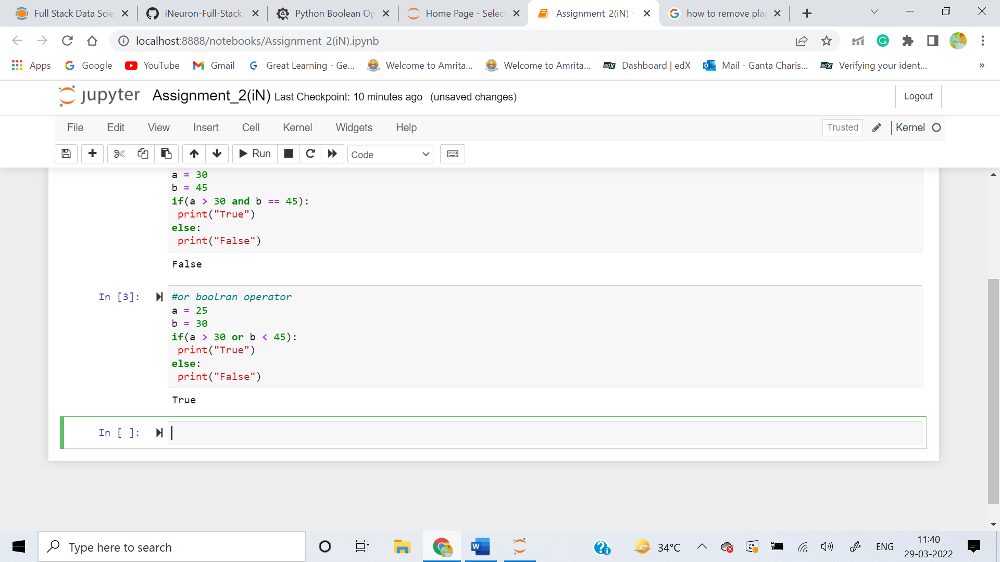 Full Stack Data Scie
iNeuron-Full-Stack-
Python Boolean Op
Home Page - Select
Assignment_2(iN) -
how to remove plag
localhost:8888/notebooks/Assignment_2(iN).ipynb
Apps
Google
YouTube
Gmail
Great Learning - Ge...
Welcome to Amrita...
Welcome to Amrita...
edX
Dashboard | edX
Mail - Ganta Charis...
edX
Verifying your ident...
»
jupyter
Assignment_2(iN)
Last Checkpoint: 10 minutes ago
(unsaved changes)
Logout
File
Edit
View
Insert
Cell
Kernel
Widgets
Help
Trusted
Kernel
Run
Code
a = 30
b = 45
if(a > 30 and b == 45):
print("True")
else:
print("False")
False
In [3]:
#or boolran operator
a = 25
b = 30
if(a > 30 or b < 45):
print("True")
else:
print("False")
True
In [ ]:
Type here to search
34°C
ENG
11:40
29-03-2022